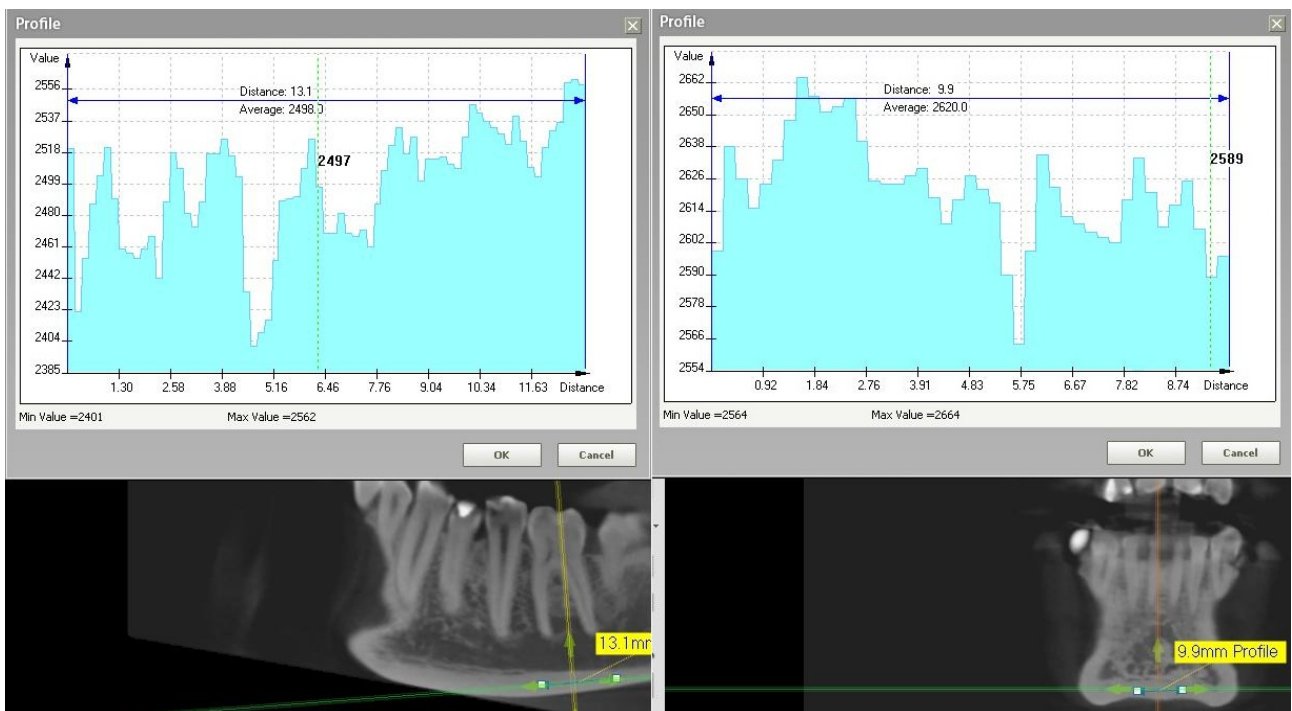 Profile
Value
2556
2537
2518
2499
2480
2461
2442
2423
2404
2385
Distance: 13.1
Average: 2498.0
2497
1.30 2.58 3.88 5.16 6.46 7.76 9.04 10.34 11.63 Distance
Min Value =2401 Max Value =2562
OK Cancel
13.1mm
Profile
Value
2662
2650
2638
2626
2614
2602
2590
2578
2566
2554
Distance: 9.9
Average: 2620.0
2589
0.92 1.84 2.76 3.91 4.83 5.75 6.67 7.82 8.74 Distance
Min Value =2564 Max Value =2664
OK Cancel
9.9mm Profile